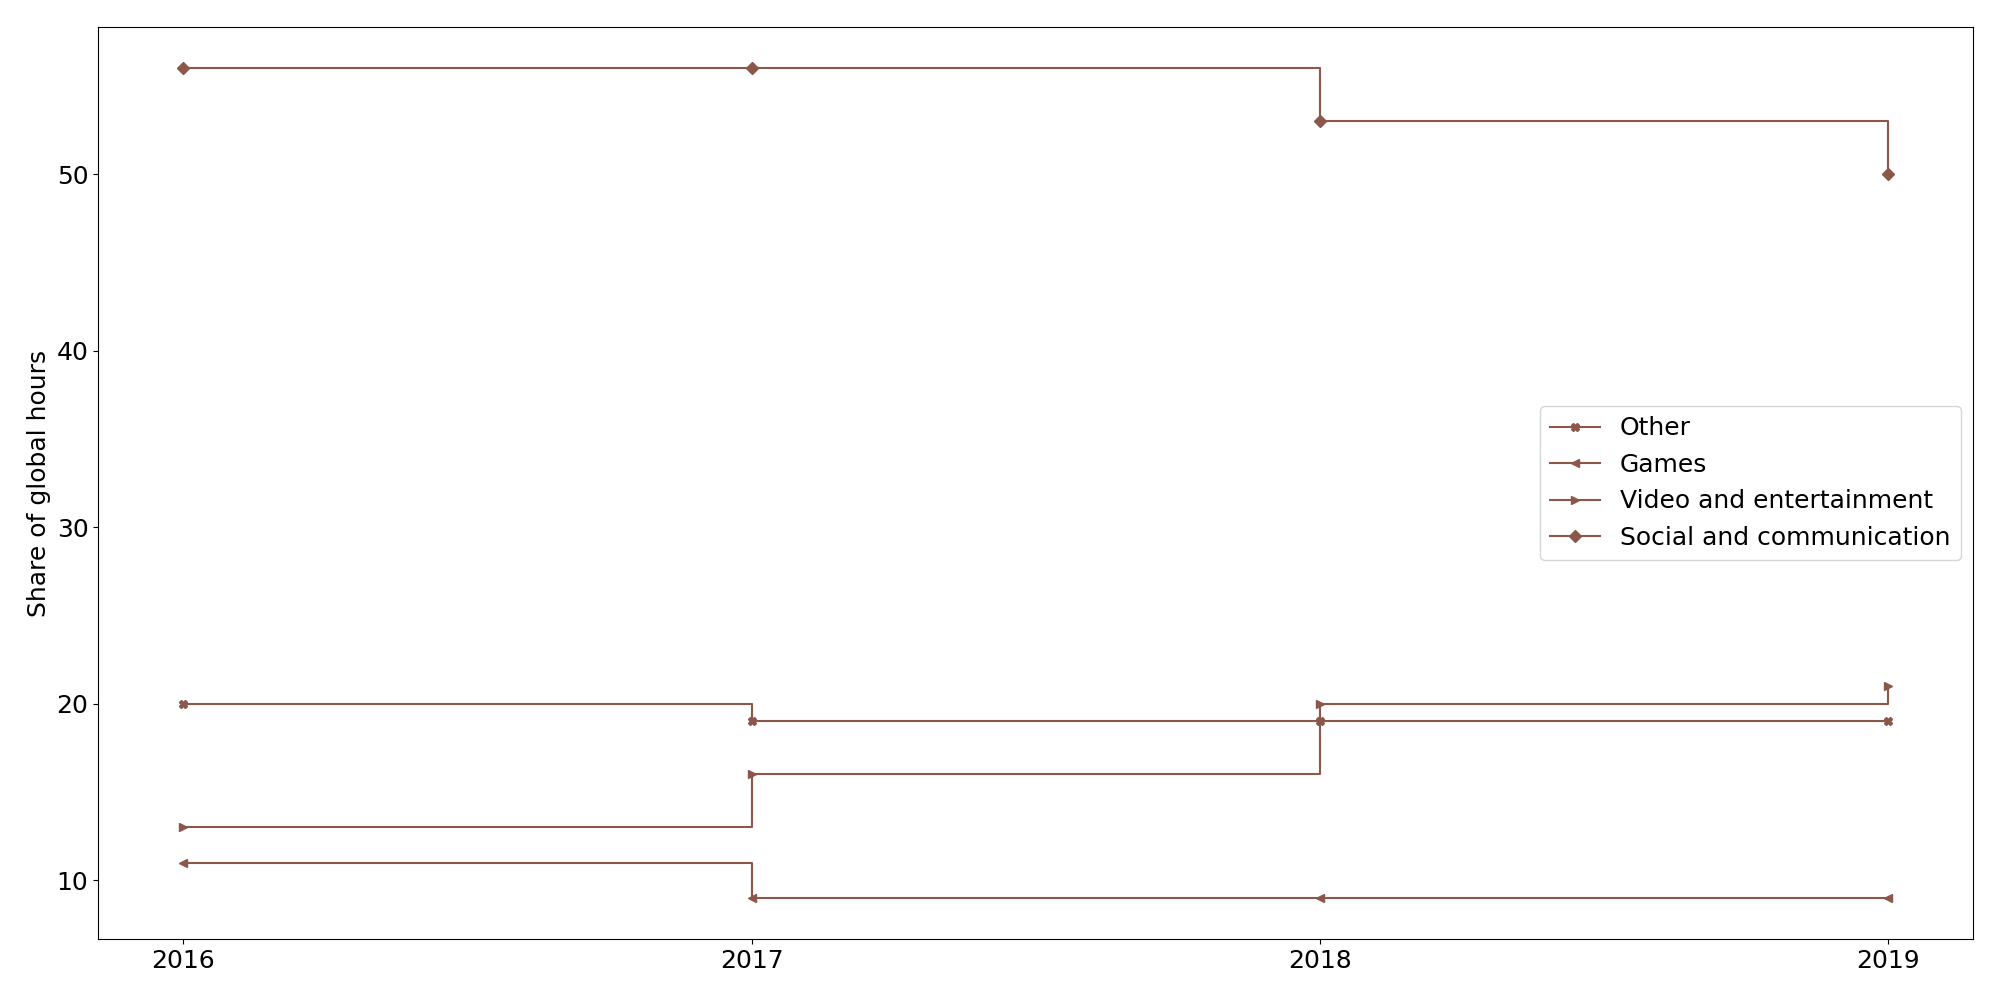 Share of global hours
50
40
30
20
10
2016
2017
2018
2019
Other
Games
Video and entertainment
Social and communication